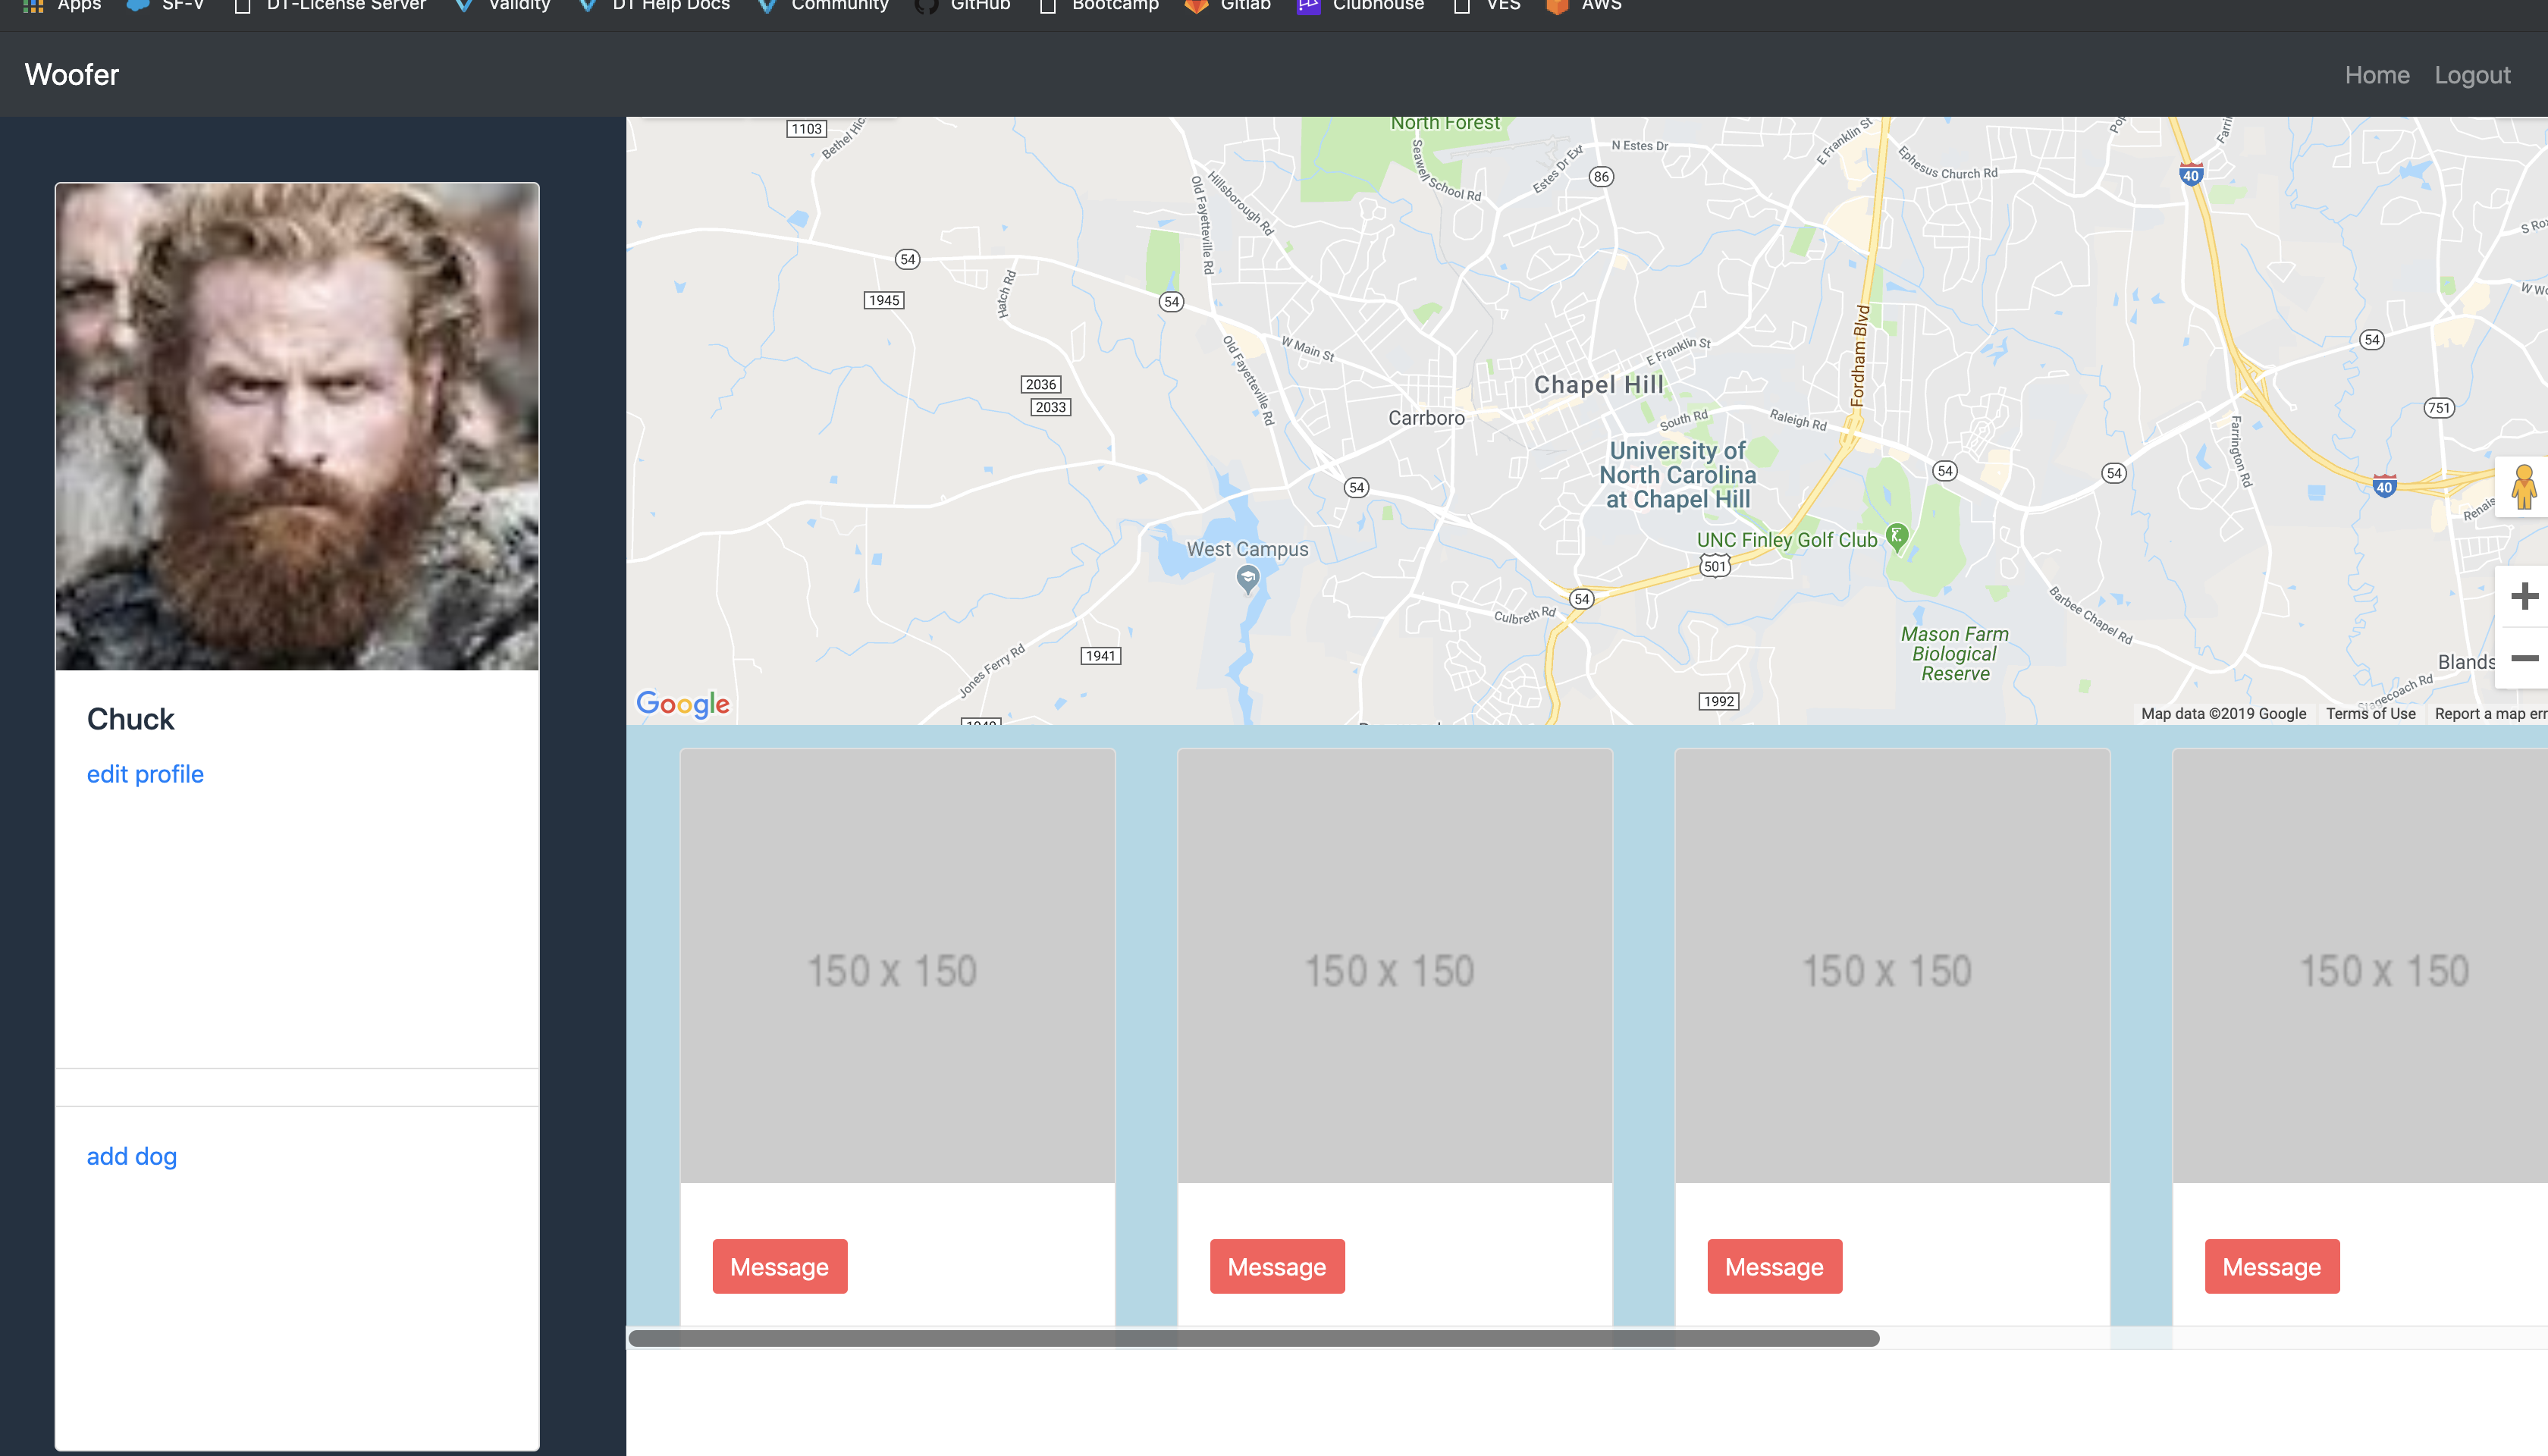 Apps SF-V DT-License Server Validity DT Help Docs Community GitHub Bootcamp Gitlab Clubhouse VES AWS
Woofer Home Logout
1103
Bethel Hic
North Forest
Seawell School Rd
Estes Dr Ext
N Estes Dr
86
E Franklin St
Ephesus Church Rd
40
Old Fayetteville Rd
Hillsborough Rd
54
1945
Hatch Rd
54
W Main St
Old Fayetteville Rd
E Franklin St
Fordham Blvd
54
2036
2033
Chapel Hill
Carrboro
South Rd
Raleigh Rd
751
University of
North Carolina
at Chapel Hill
54
54
54
Farrington Rd
40
UNC Finley Golf Club
West Campus
501
54
Culbreth Rd
Barbee Chapel Rd
Mason Farm
Biological
Reserve
1941
Jones Ferry Rd
1992
Blands
Google
Map data ©2019 Google Terms of Use Report a map err
Chuck
edit profile
add dog
150 x 150 150 x 150 150 x 150 150 x 150
Message Message Message Message